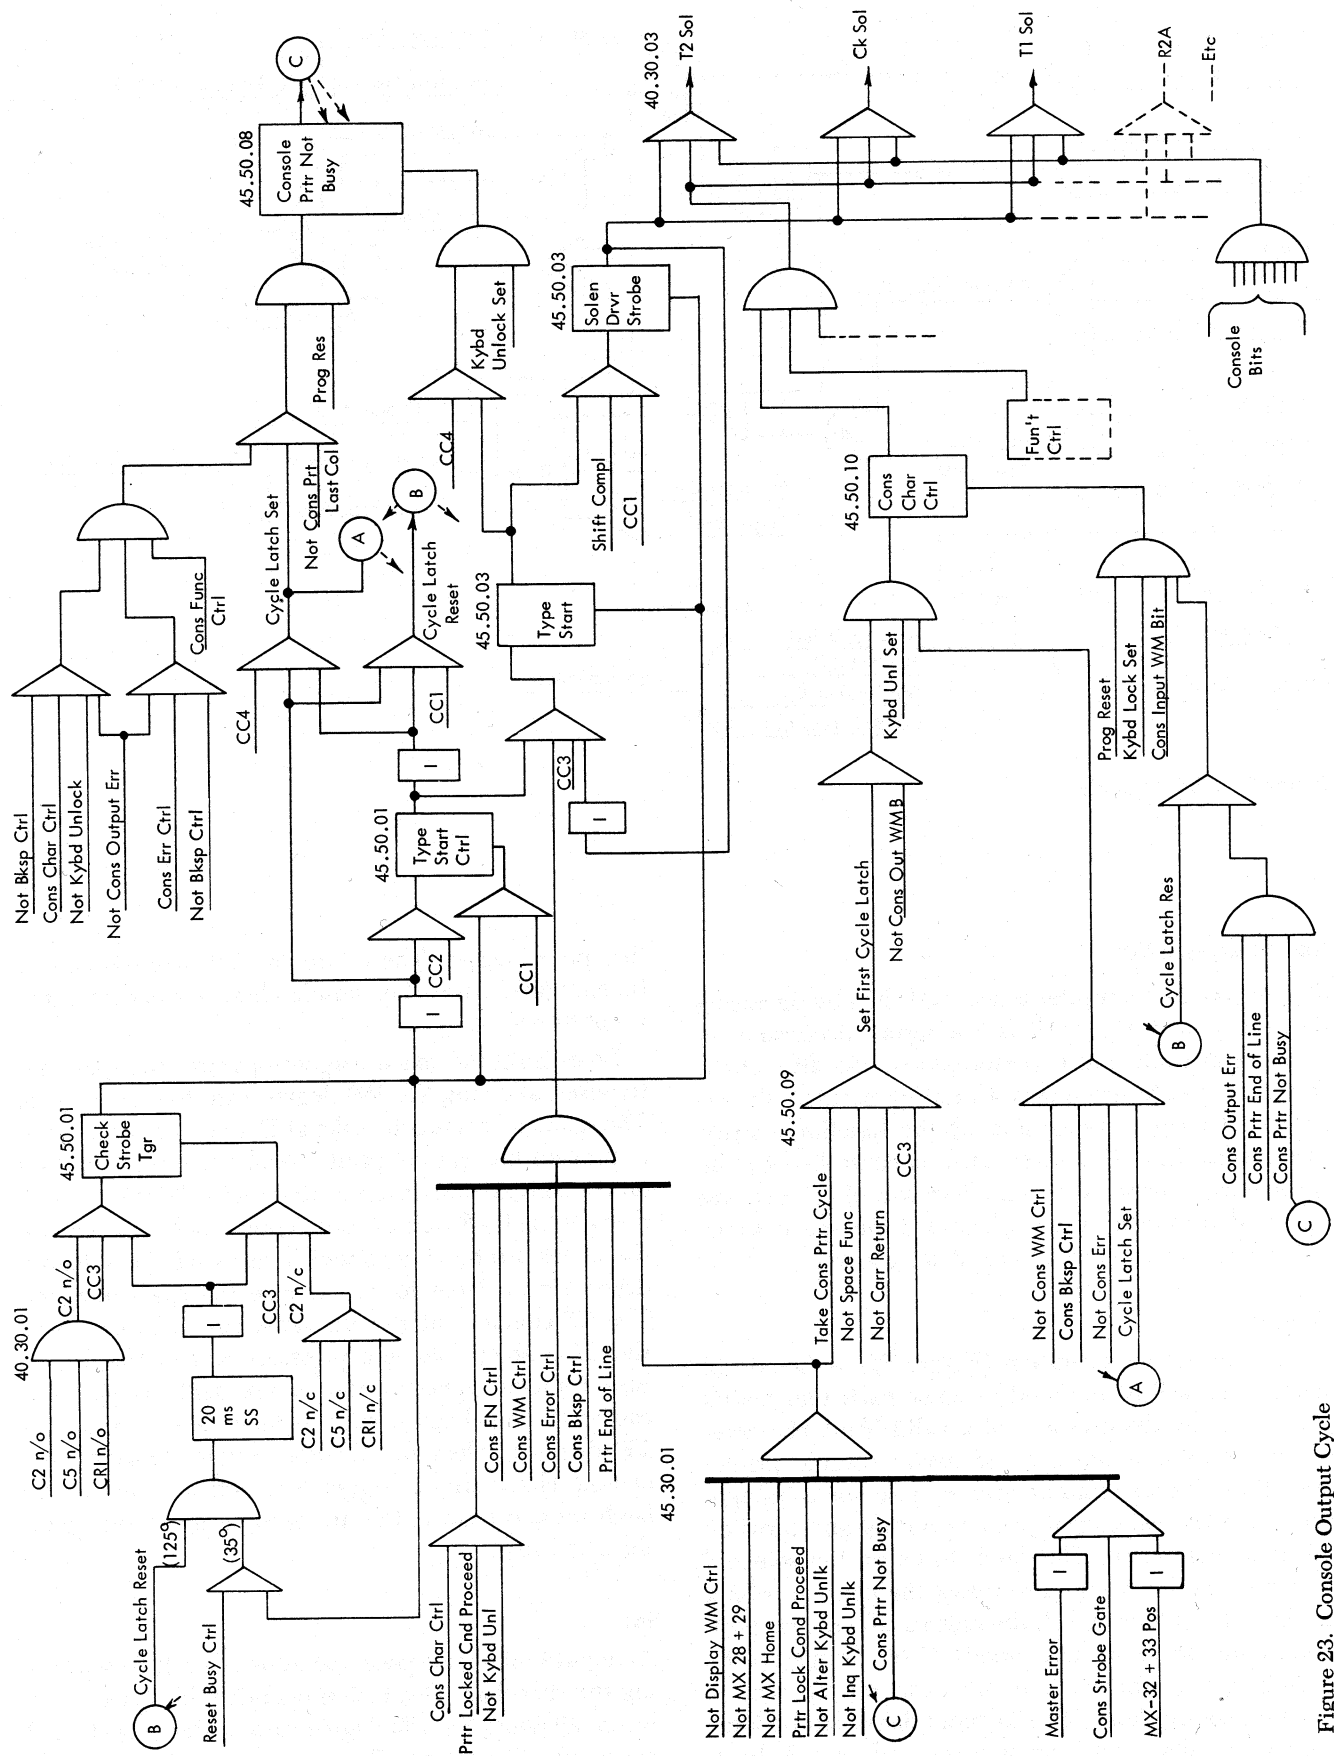 45.50.08
Console
Prtr Not
Busy
C
Prog Res
Not Cons Prt
Last Col
Cycle Latch Set
Cons Func
Ctrl
Not Bksp Ctrl
Cons Char Ctrl
Not Kybd Unlock
Not Cons Output Err
Cons Err Ctrl
Not Bksp Ctrl
A
B
Cycle Latch
Reset
CC4
CC1
I
45.50.01
Type
Start
Ctrl
CC2
I
CC1
Kybd
Unlock Set
CC4
45.50.03
Solen
Drvr
Strobe
Shift Compl
CC1
45.50.03
Type
Start
CC3
I
40.30.03
T2 Sol
Ck Sol
T1 Sol
R2A
Etc
Console
Bits
Fun't
Ctrl
45.50.10
Cons
Char
Ctrl
Kybd Unl Set
Set First Cycle Latch
Not Cons Out WMB
Prog Reset
Kybd Lock Set
Cons Input WM Bit
Cycle Latch Res
B
Cons Output Err
Cons Prtr End of Line
Cons Prtr Not Busy
C
45.50.01
Check
Strobe
Tgr
40.30.01
C2 n/o
CC3
C2 n/o
C5 n/o
CRI n/o
I
CC3
C2 n/c
20
ms
SS
C2 n/c
C5 n/c
CRI n/c
(125°)
(35°)
Cycle Latch Reset
B
Reset Busy Ctrl
Cons Char Ctrl
Prtr Locked Cnd Proceed
Not Kybd Unl
Cons FN Ctrl
Cons WM Ctrl
Cons Error Ctrl
Cons Bksp Ctrl
Prtr End of Line
45.50.09
Take Cons Prtr Cycle
Not Space Func
Not Carr Return
CC3
Not Cons WM Ctrl
Cons Bksp Ctrl
Not Cons Err
Cycle Latch Set
A
45.30.01
Not Display WM Ctrl
Not MX 28 + 29
Not MX Home
Prtr Lock Cond Proceed
Not Alter Kybd Unlk
Not Inq Kybd Unlk
Cons Prtr Not Busy
C
Master Error
I
Cons Strobe Gate
MX-32 + 33 Pos
I
Figure 23. Console Output Cycle